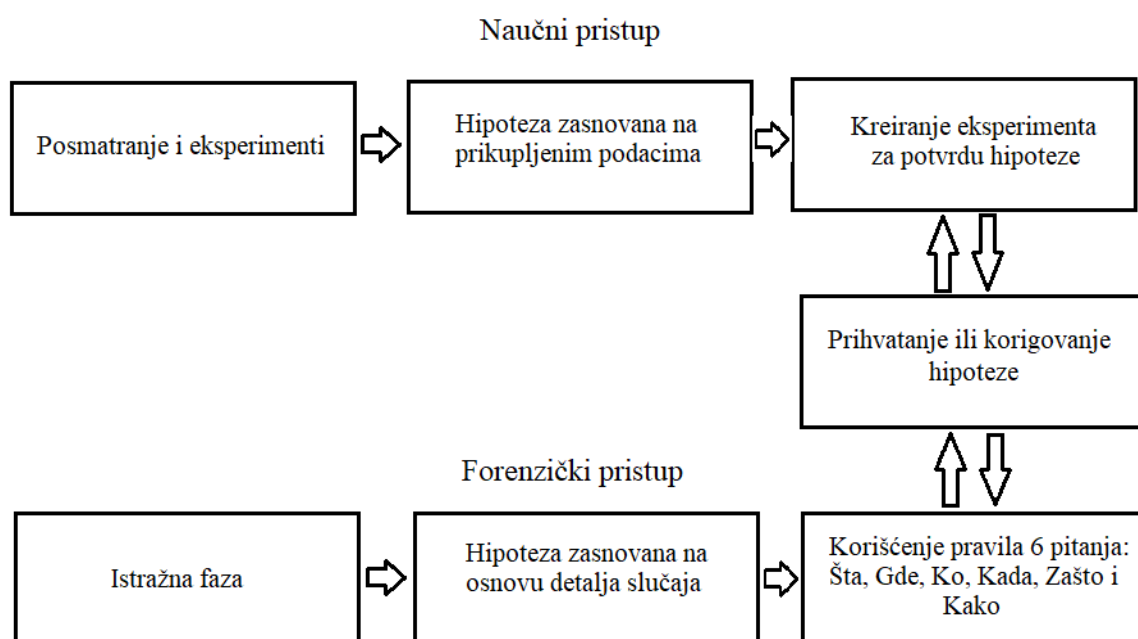 Naučni pristup
Posmatranje i eksperimenti
Hipoteza zasnovana na
prikupljenim podacima
Kreiranje eksperimenta
za potvrdu hipoteze
Prihvatanje ili korigovanje
hipoteze
Forenzički pristup
Istražna faza
Hipoteza zasnovana na
osnovu detalja slučaja
Korišćenje pravila 6 pitanja:
Šta, Gde, Ko, Kada, Zašto i
Kako